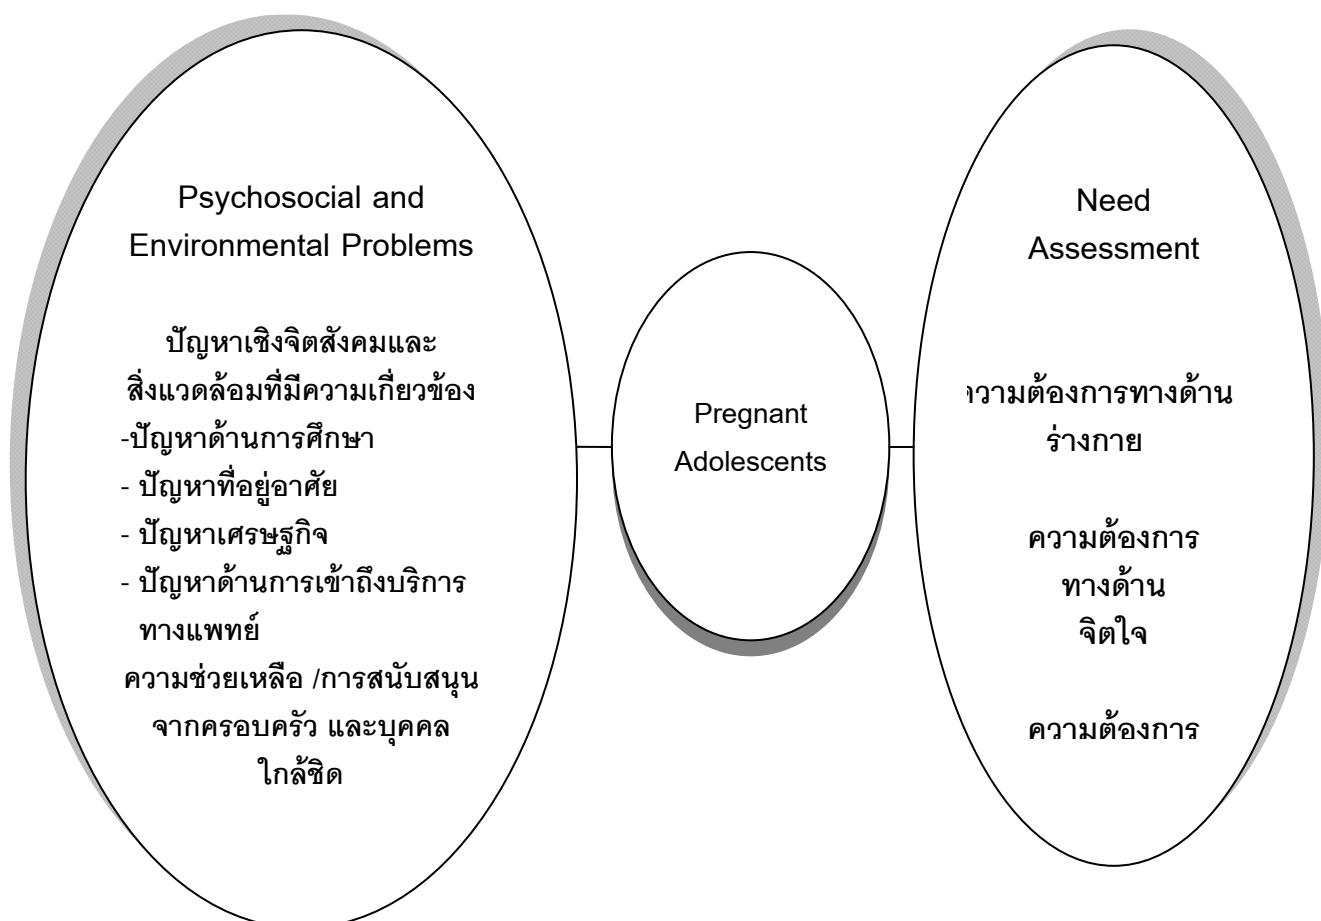 Psychosocial and
Environmental Problems
ปัญหาเชิงจิตสังคมและ
สิ่งแวดล้อมที่มีความเกี่ยวข้อง
-ปัญหาด้านการศึกษา
- ปัญหาที่อยู่อาศัย
- ปัญหาเศรษฐกิจ
- ปัญหาด้านการเข้าถึงบริการ
ทางแพทย์
ความช่วยเหลือ /การสนับสนุน
จากครอบครัว และบุคคล
ใกล้ชิด
Pregnant
Adolescents
Need
Assessment
ความต้องการทางด้าน
ร่างกาย
ความต้องการ
ทางด้าน
จิตใจ
ความต้องการ